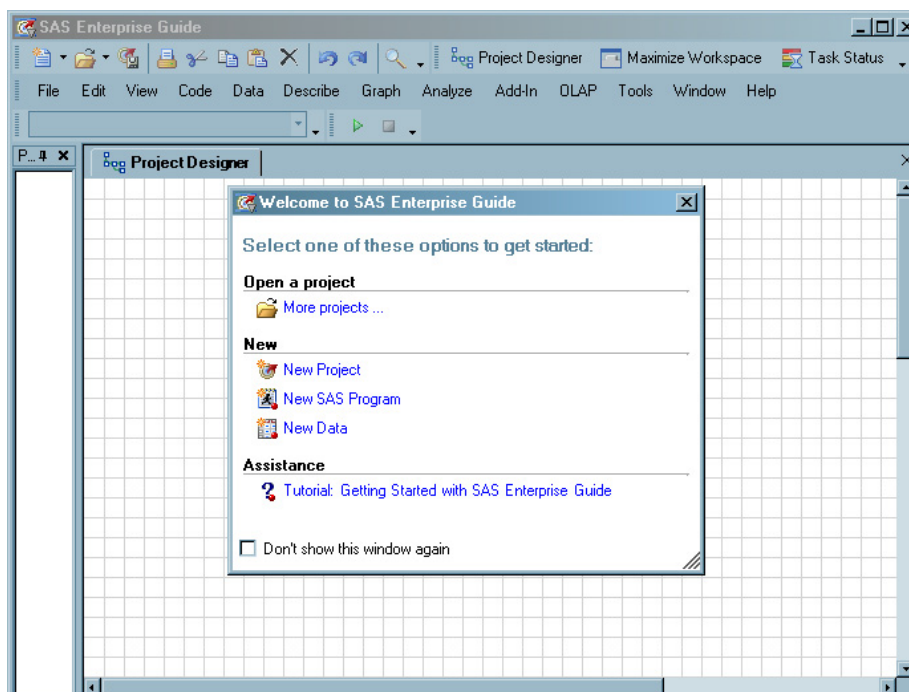 SAS Enterprise Guide
Project Designer Maximize Workspace Task Status
File Edit View Code Data Describe Graph Analyze Add-In OLAP Tools Window Help
P...
Project Designer
Welcome to SAS Enterprise Guide
Select one of these options to get started:
Open a project
More projects ...
New
New Project
New SAS Program
New Data
Assistance
Tutorial: Getting Started with SAS Enterprise Guide
Don't show this window again